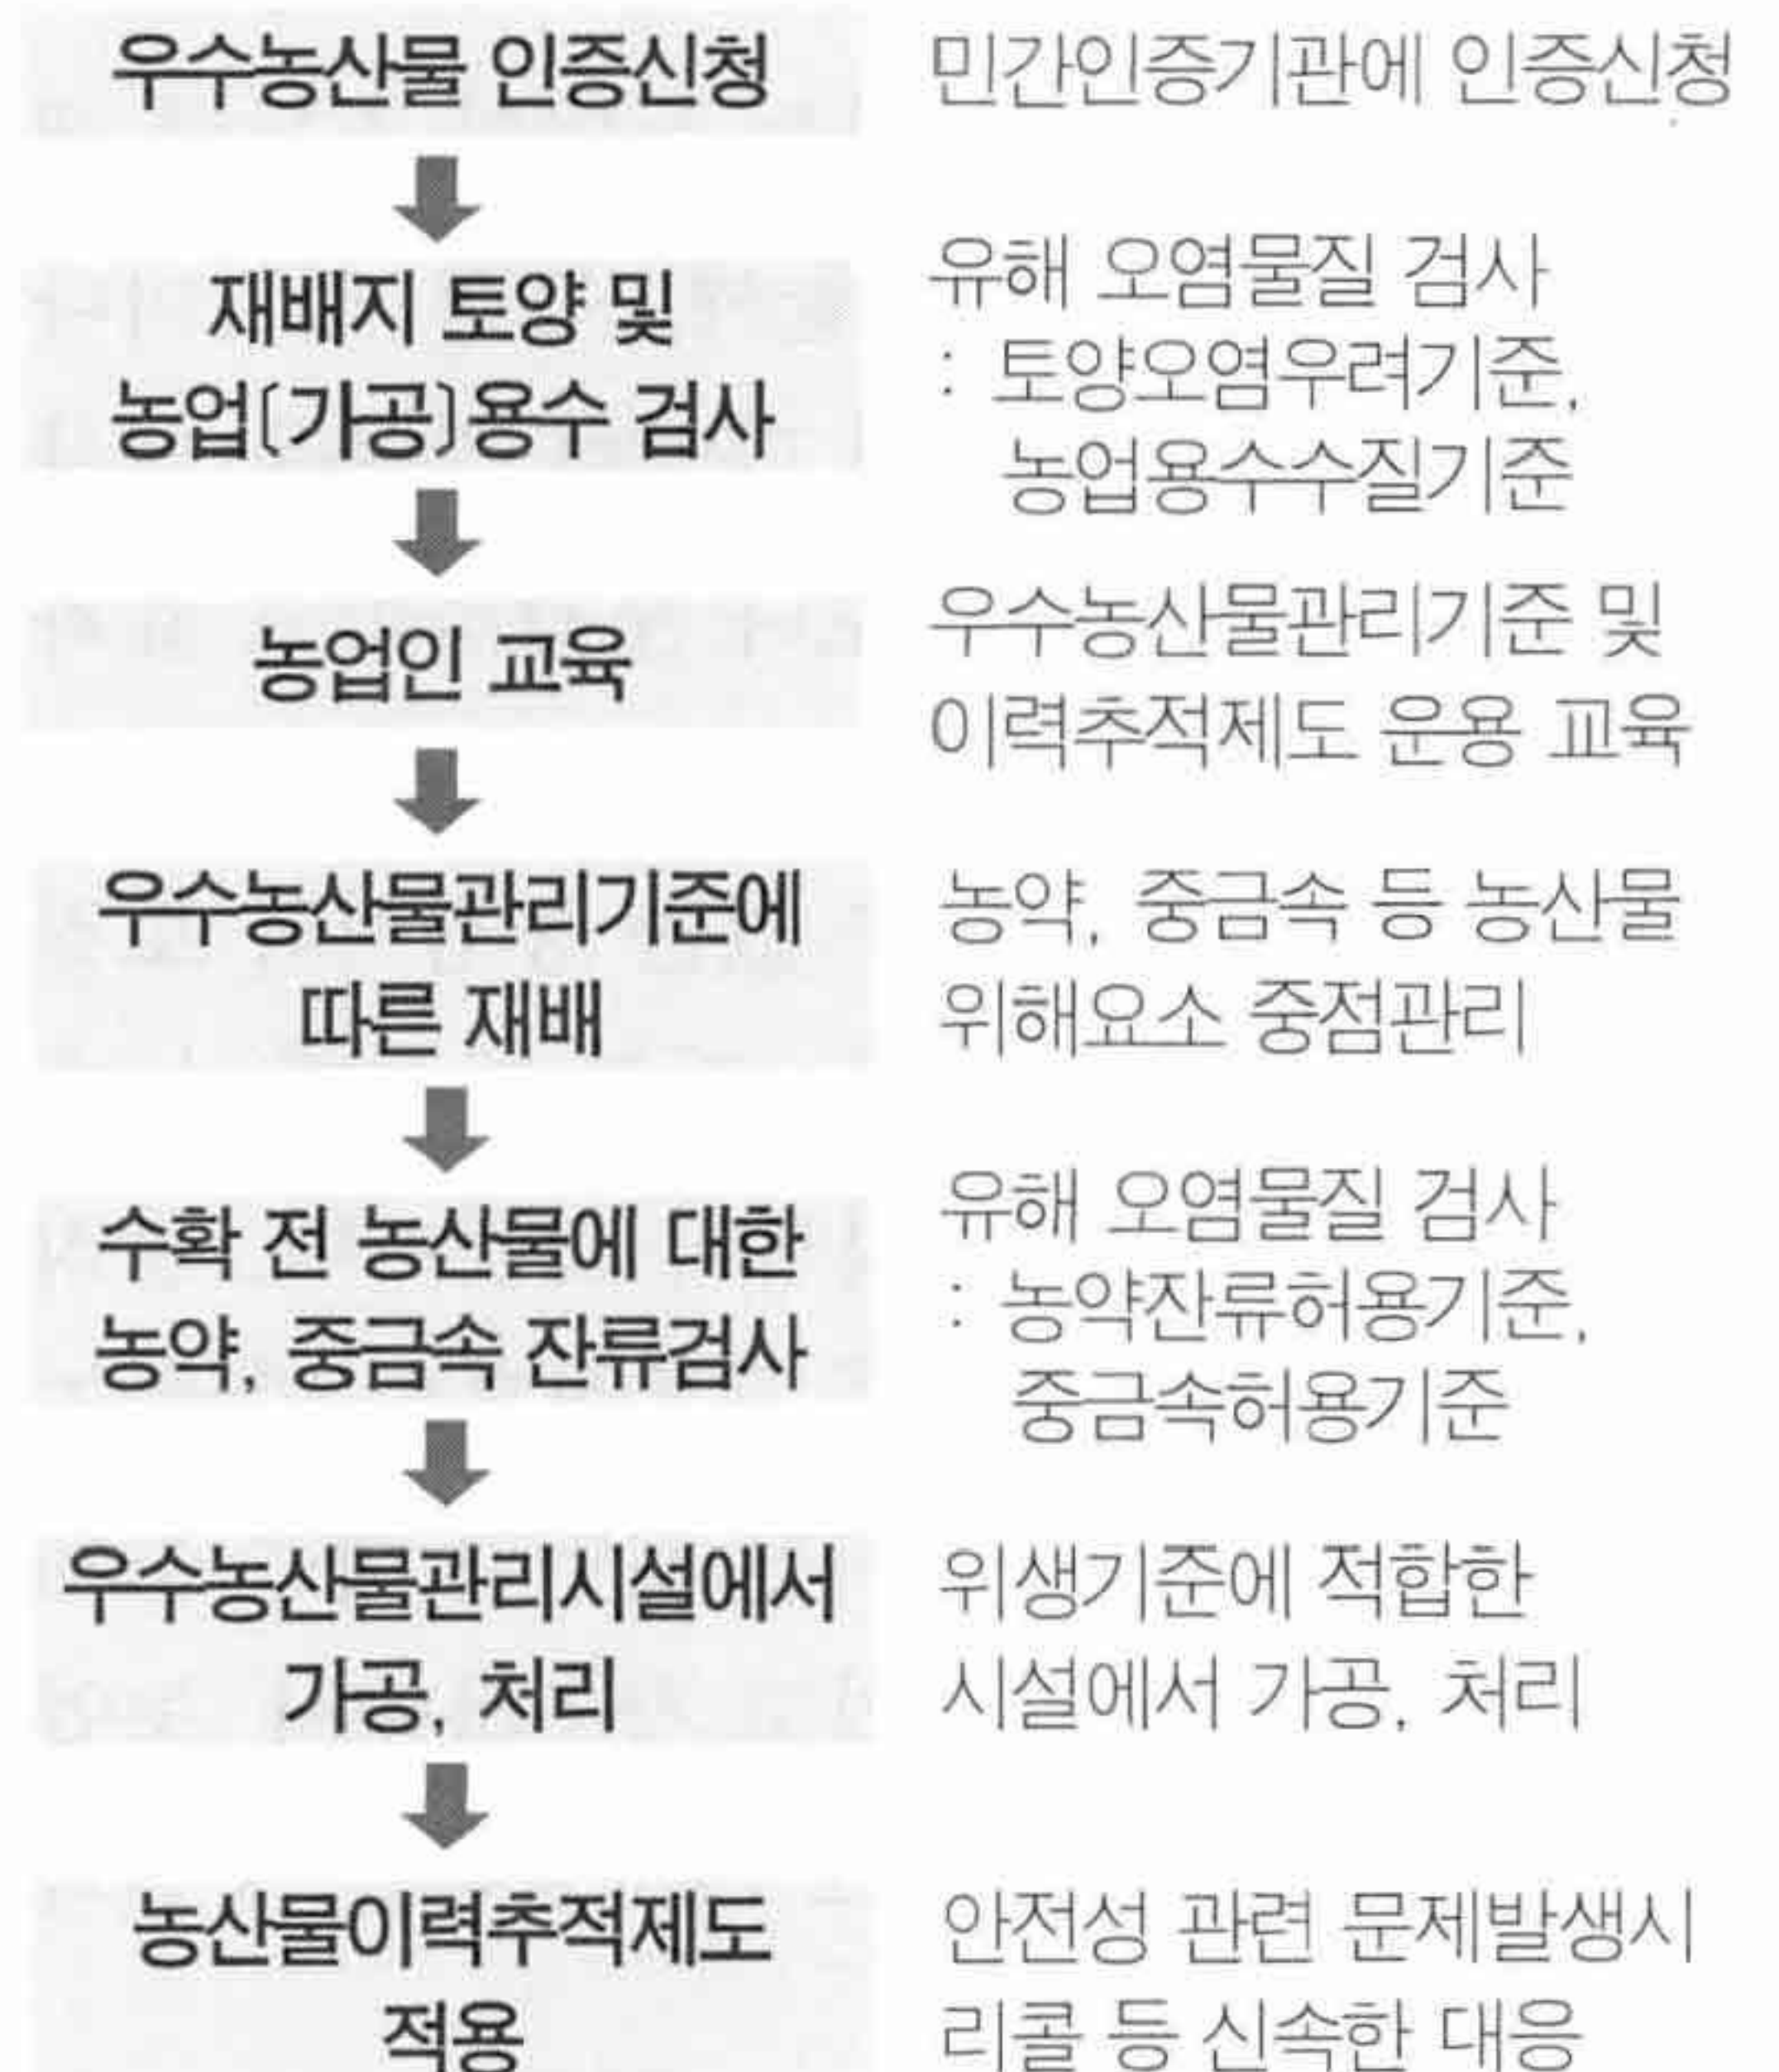 우수농산물 인증신청
민간인증기관에 인증신청
재배지 토양 및
농업〔가공〕용수 검사
유해 오염물질 검사
: 토양오염우려기준,
농업용수수질기준
농업인 교육
우수농산물관리기준 및
이력추적제도 운용 교육
우수농산물관리기준에
따른 재배
농약, 중금속 등 농산물
위해요소 중점관리
수확 전 농산물에 대한
농약, 중금속 잔류검사
유해 오염물질 검사
: 농약잔류허용기준,
중금속허용기준
우수농산물관리시설에서
가공, 처리
위생기준에 적합한
시설에서 가공, 처리
농산물이력추적제도
적용
안전성 관련 문제발생시
리콜 등 신속한 대응